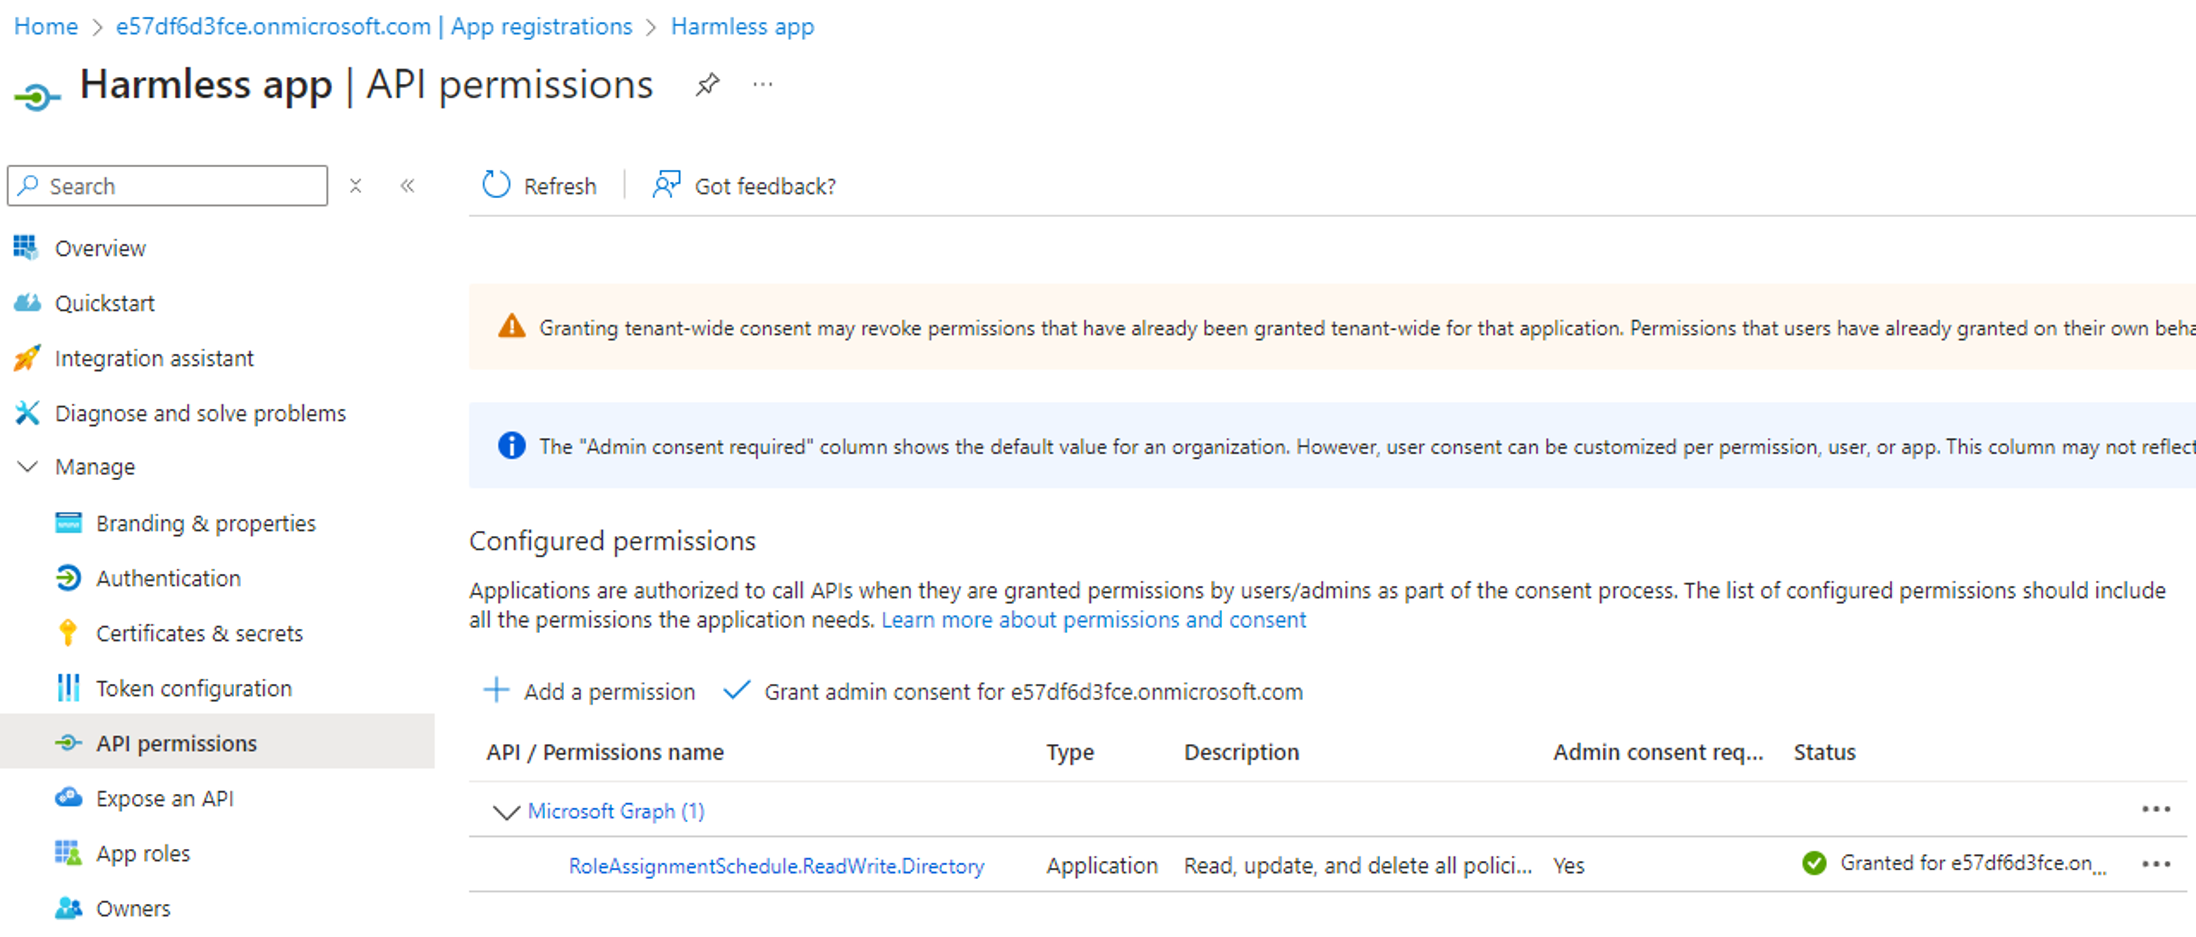 Home > e57df6d3fce.onmicrosoft.com | App registrations > Harmless app
Harmless app | API permissions
Search
Refresh
Got feedback?
Overview
Quickstart
Integration assistant
Diagnose and solve problems
Manage
Branding & properties
Authentication
Certificates & secrets
Token configuration
API permissions
Expose an API
App roles
Owners
Granting tenant-wide consent may revoke permissions that have already been granted tenant-wide for that application. Permissions that users have already granted on their own beha
The "Admin consent required" column shows the default value for an organization. However, user consent can be customized per permission, user, or app. This column may not reflect
Configured permissions
Applications are authorized to call APIs when they are granted permissions by users/admins as part of the consent process. The list of configured permissions should include
all the permissions the application needs. Learn more about permissions and consent
Add a permission Grant admin consent for e57df6d3fce.onmicrosoft.com
API / Permissions name Type Description Admin consent req... Status
Microsoft Graph (1)
RoleAssignmentSchedule.ReadWrite.Directory Application Read, update, and delete all polici... Yes Granted for e57df6d3fce.on...